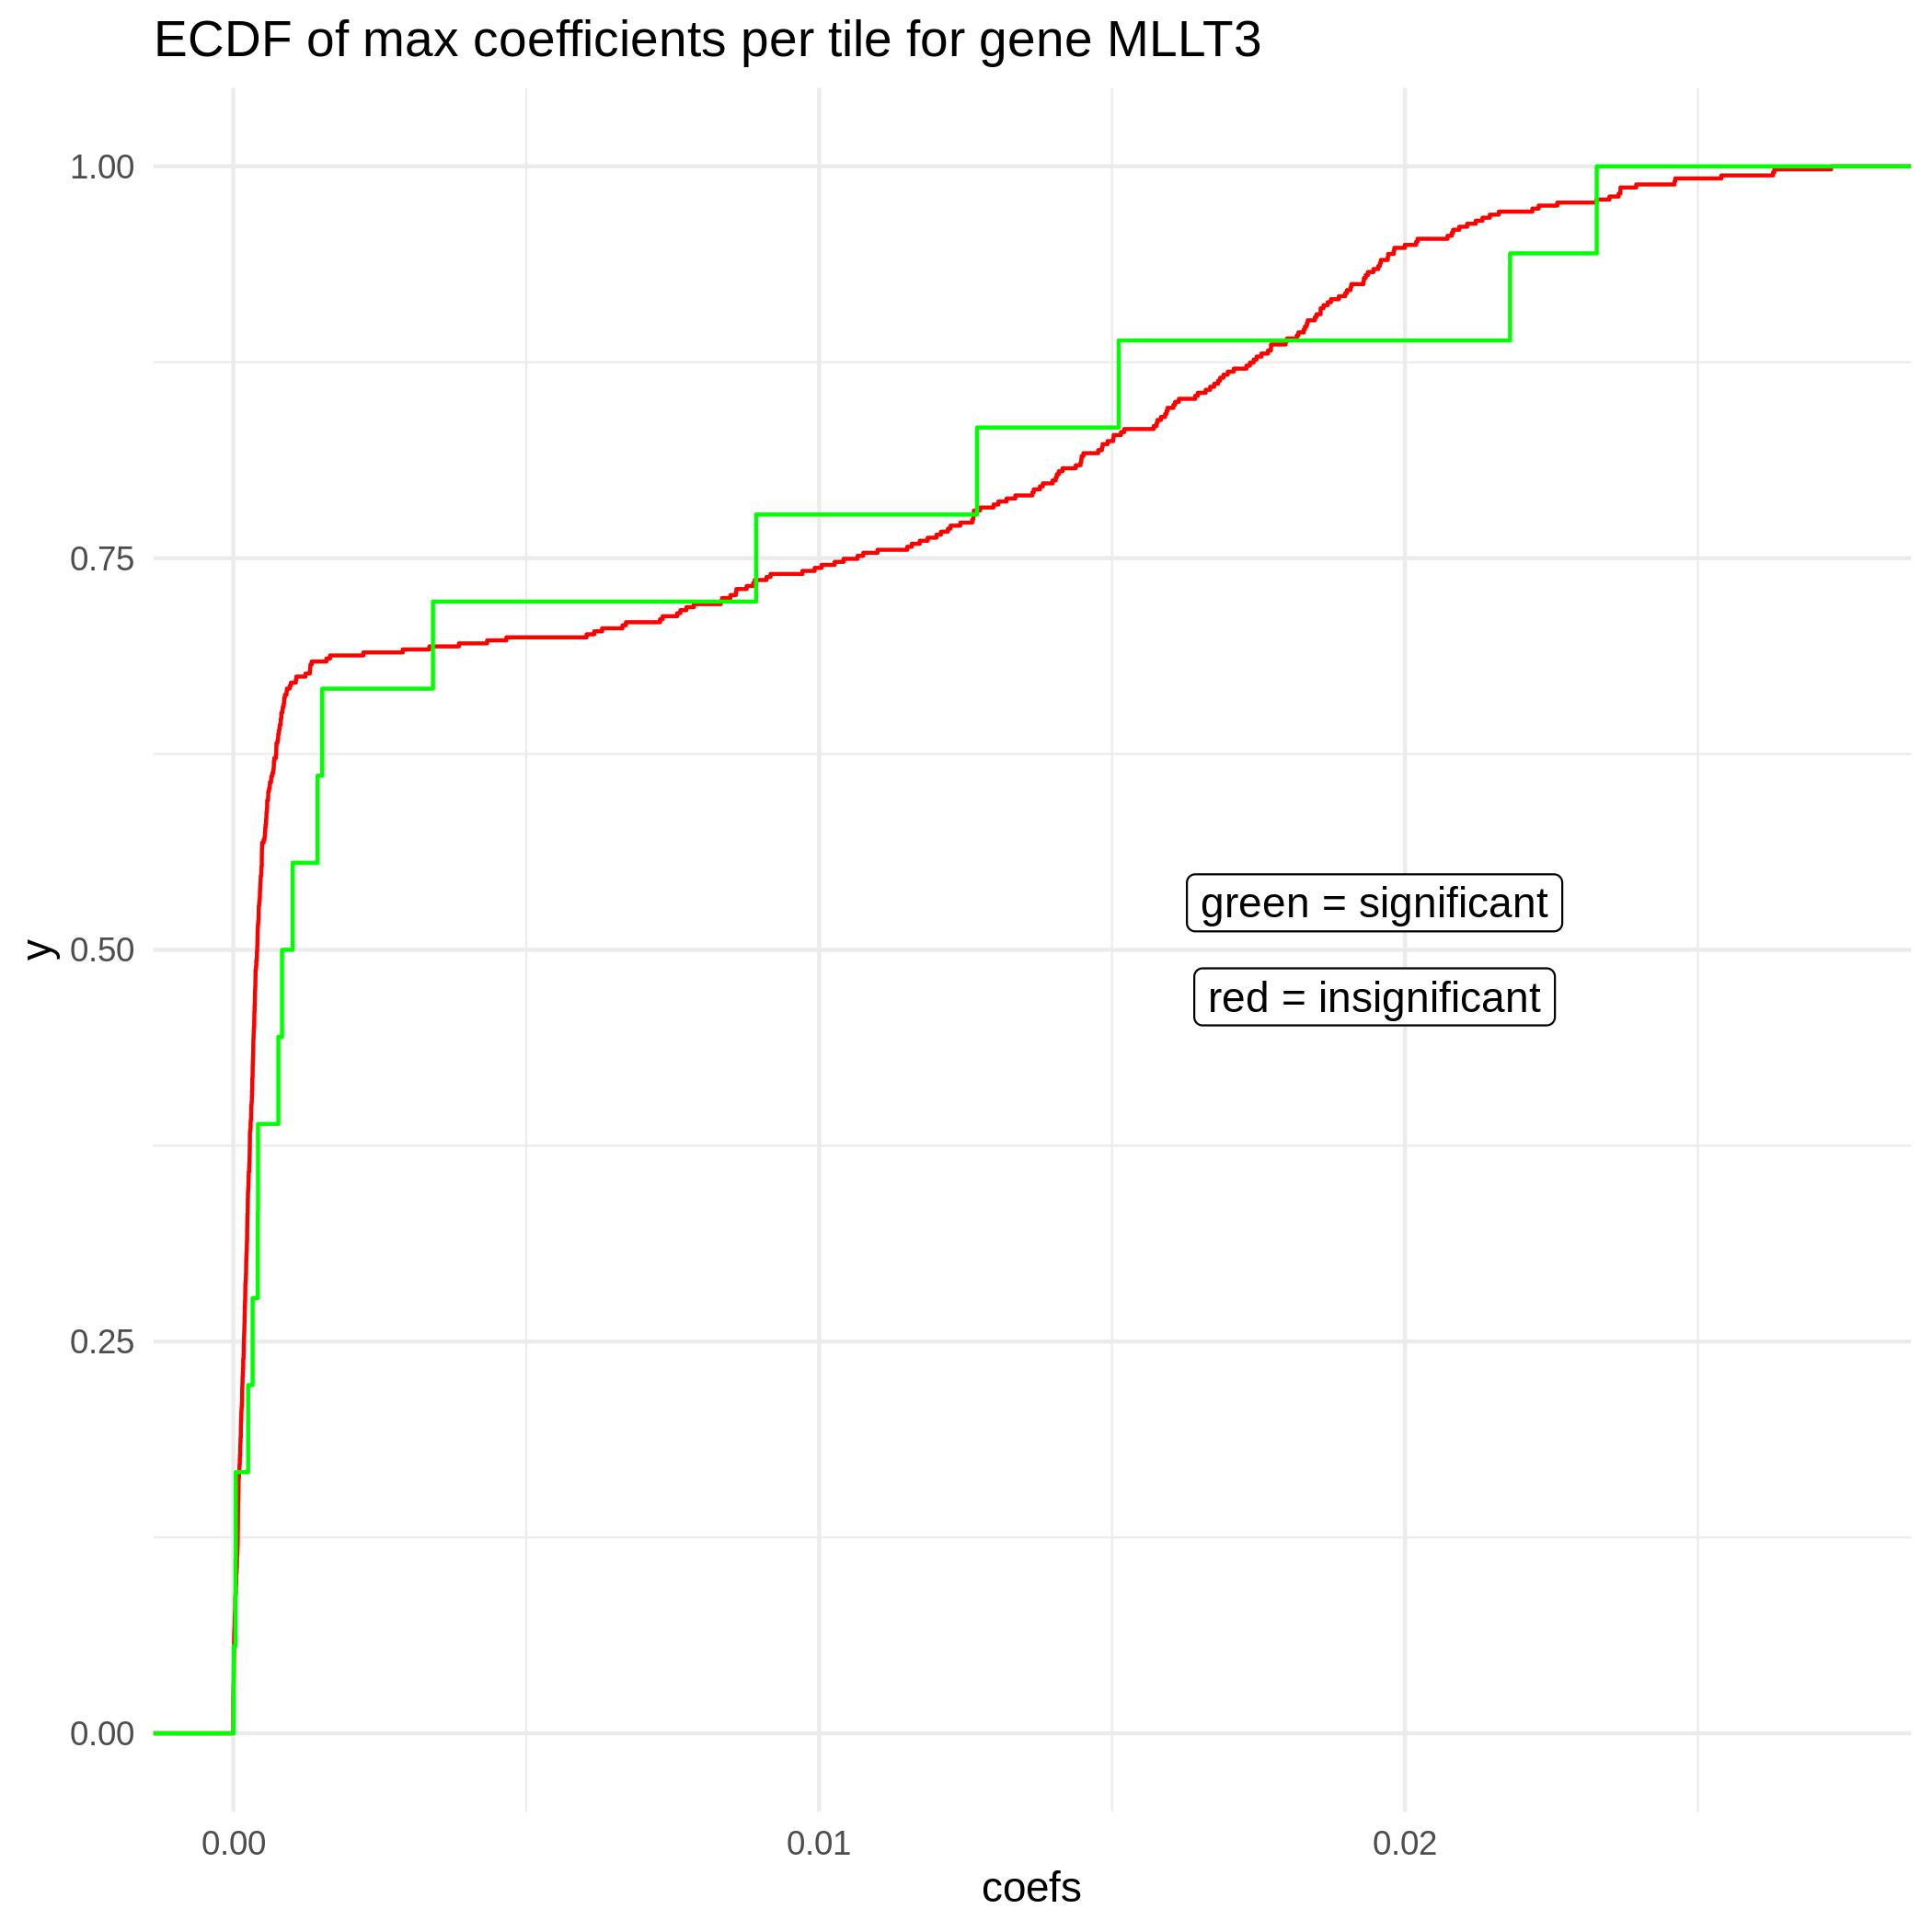 ECDF of max coefficients per tile for gene MLLT3
1.00
0.75
0.50
0.25
0.00
y
green = significant
red = insignificant
0.00 0.01 0.02
coefs